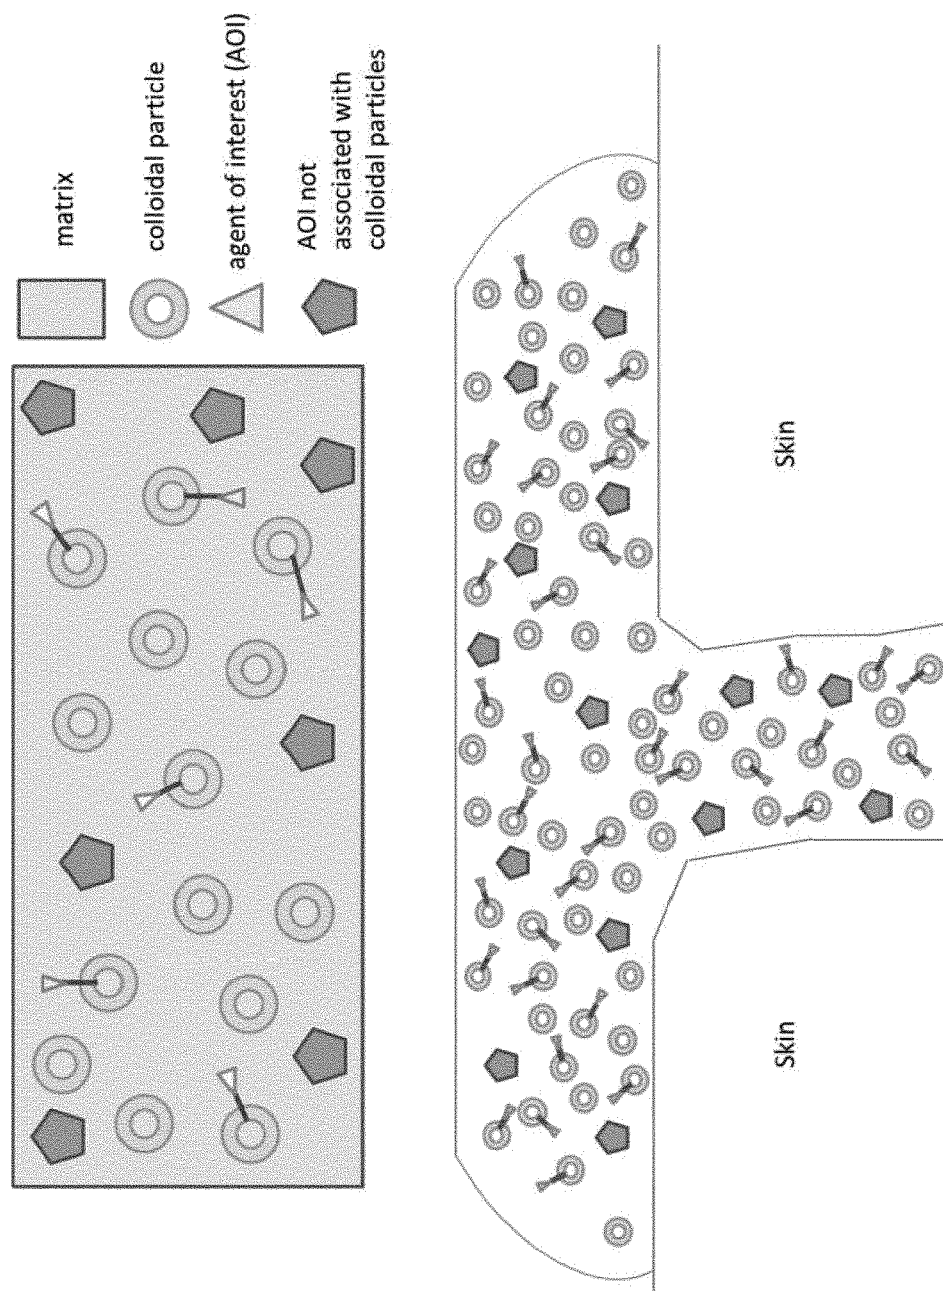 matrix
colloidal particle
agent of interest (AOI)
AOI not
associated with
colloidal particles
Skin
Skin